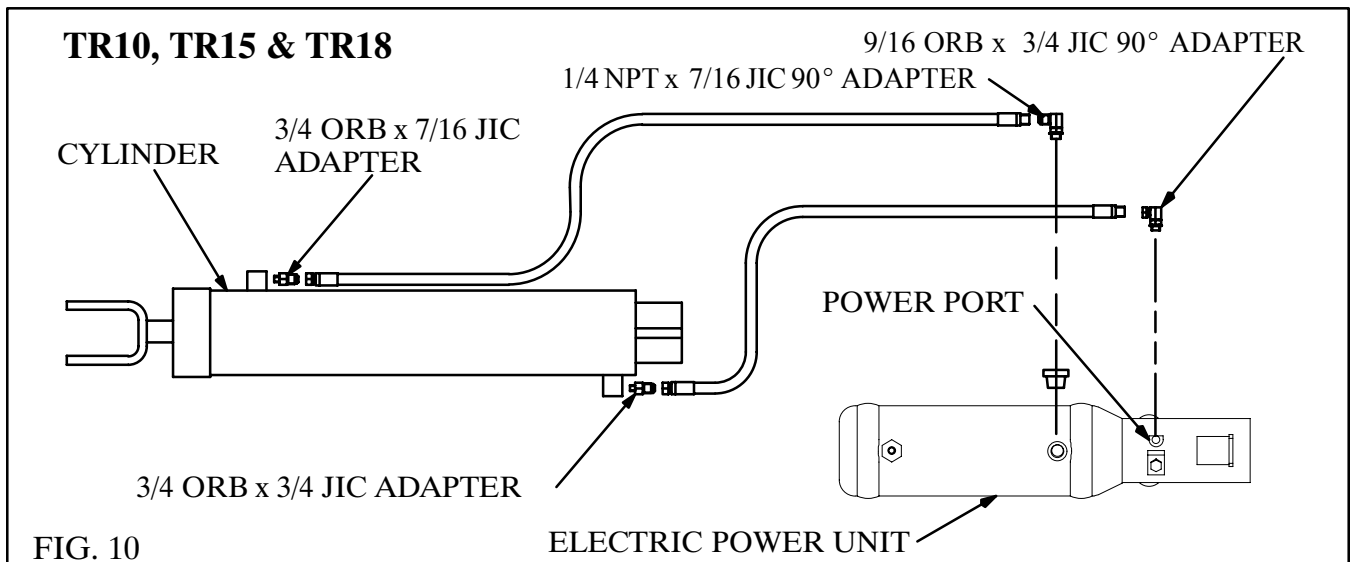 TR10, TR15 & TR18
9/16 ORB x 3/4 JIC 90° ADAPTER
1/4 NPT x 7/16 JIC 90° ADAPTER
3/4 ORB x 7/16 JIC
ADAPTER
CYLINDER
POWER PORT
3/4 ORB x 3/4 JIC ADAPTER
ELECTRIC POWER UNIT
FIG. 10